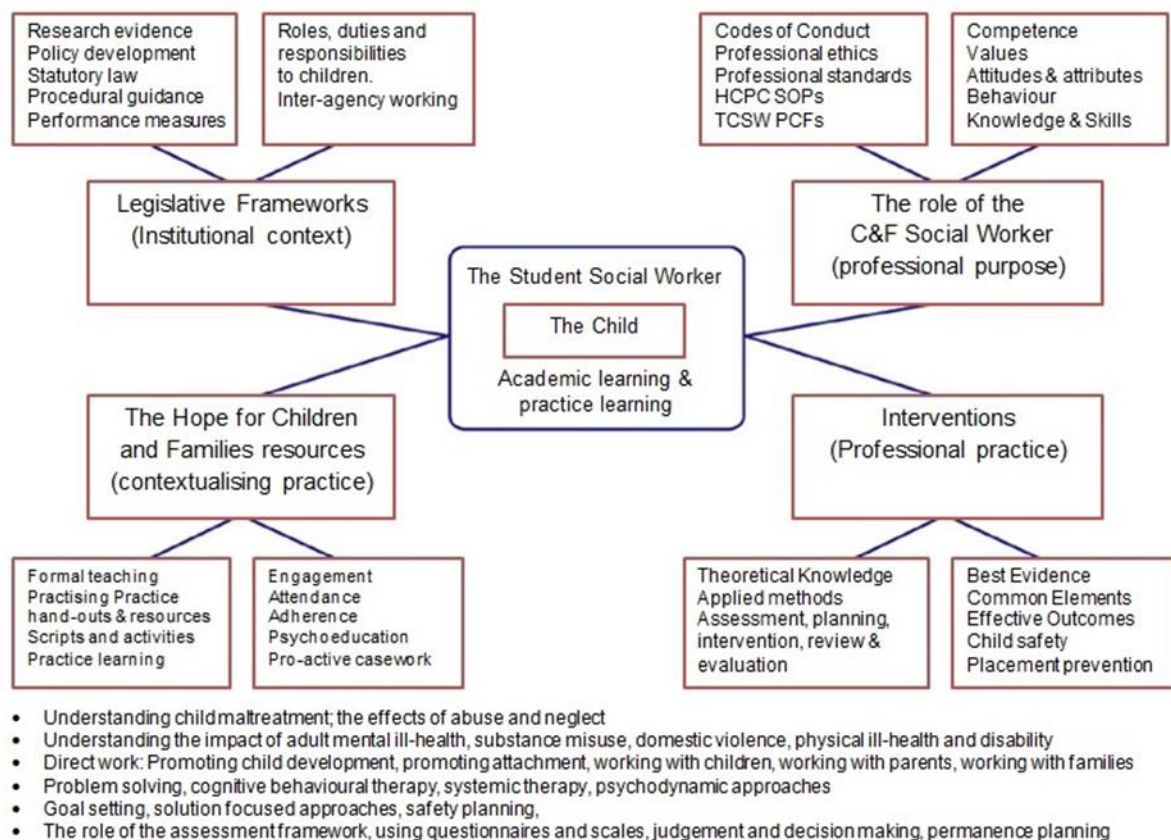 Research evidence
Policy development
Statutory law
Procedural guidance
Performance measures
Roles, duties and
responsibilities
to children.
Inter-agency working
Codes of Conduct
Professional ethics
Professional standards
HCPC SOPs
TCSW PCFs
Competence
Values
Attitudes & attributes
Behaviour
Knowledge & Skills
Legislative Frameworks
(Institutional context)
The role of the
C&F Social Worker
(professional purpose)
The Student Social Worker
The Child
Academic learning &
practice learning
The Hope for Children
and Families resources
(contextualising practice)
Interventions
(Professional practice)
Formal teaching
Practising Practice
hand-outs & resources
Scripts and activities
Practice learning
Engagement
Attendance
Adherence
Psychoeducation
Pro-active casework
Theoretical Knowledge
Applied methods
Assessment, planning,
intervention, review &
evaluation
Best Evidence
Common Elements
Effective Outcomes
Child safety
Placement prevention
• Understanding child maltreatment; the effects of abuse and neglect
• Understanding the impact of adult mental ill-health, substance misuse, domestic violence, physical ill-health and disability
• Direct work: Promoting child development, promoting attachment, working with children, working with parents, working with families
• Problem solving, cognitive behavioural therapy, systemic therapy, psychodynamic approaches
• Goal setting, solution focused approaches, safety planning,
• The role of the assessment framework, using questionnaires and scales, judgement and decision making, permanence planning